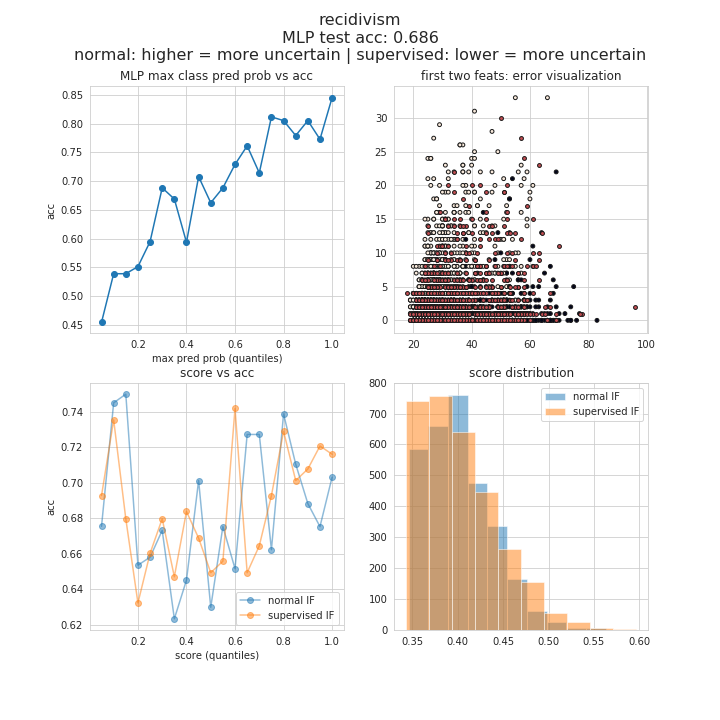 recidivism
MLP test acc: 0.686
normal: higher = more uncertain | supervised: lower = more uncertain
MLP max class pred prob vs acc
0.85
0.80
0.75
0.70
0.65
0.60
0.55
0.50
0.45
acc
0.2 0.4 0.6 0.8 1.0
max pred prob (quantiles)
first two feats: error visualization
30
25
20
15
10
5
0
20 40 60 80 100
score vs acc
0.74
0.72
0.70
0.68
0.66
0.64
0.62
acc
normal IF
supervised IF
0.2 0.4 0.6 0.8 1.0
score (quantiles)
score distribution
800
700
600
500
400
300
200
100
0
normal IF
supervised IF
0.35 0.40 0.45 0.50 0.55 0.60